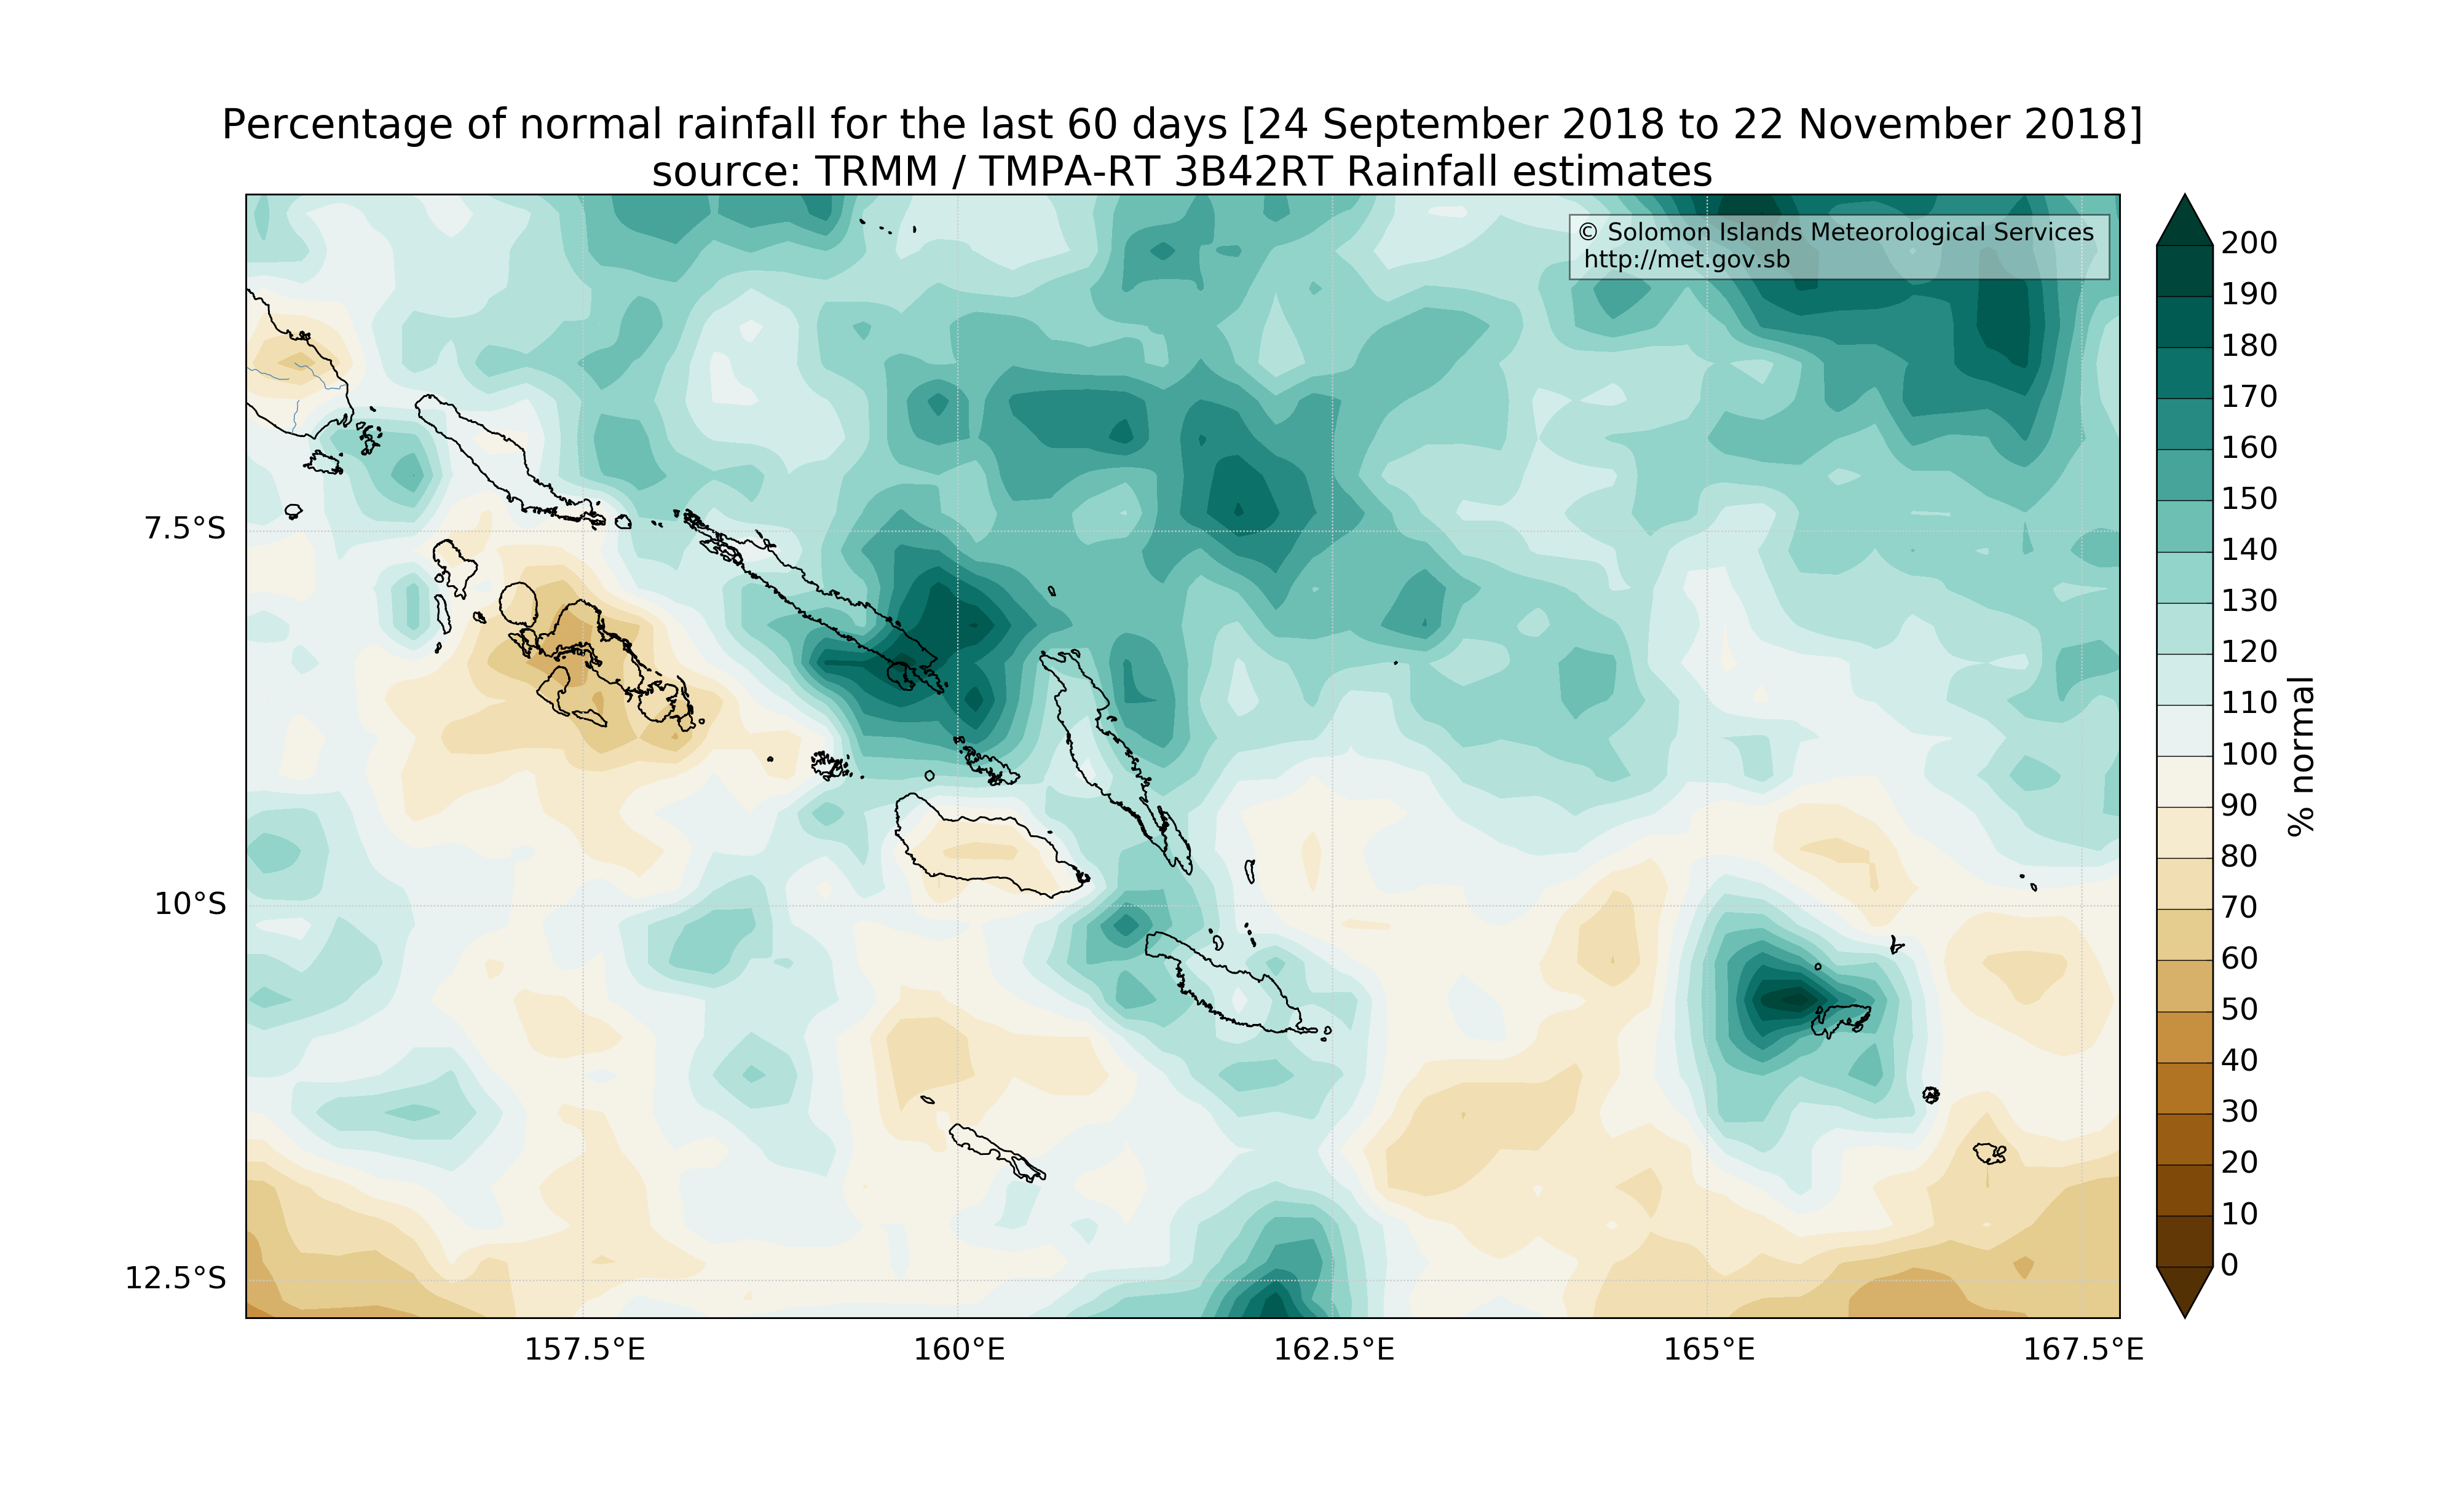 Percentage of normal rainfall for the last 60 days [24 September 2018 to 22 November 2018]
source: TRMM / TMPA-RT 3B42RT Rainfall estimates
© Solomon Islands Meteorological Services
http://met.gov.sb
7.5°S
10°S
12.5°S
157.5°E
160°E
162.5°E
165°E
167.5°E
200
190
180
170
160
150
140
130
120
110
100
90
80
70
60
50
40
30
20
10
0
% normal